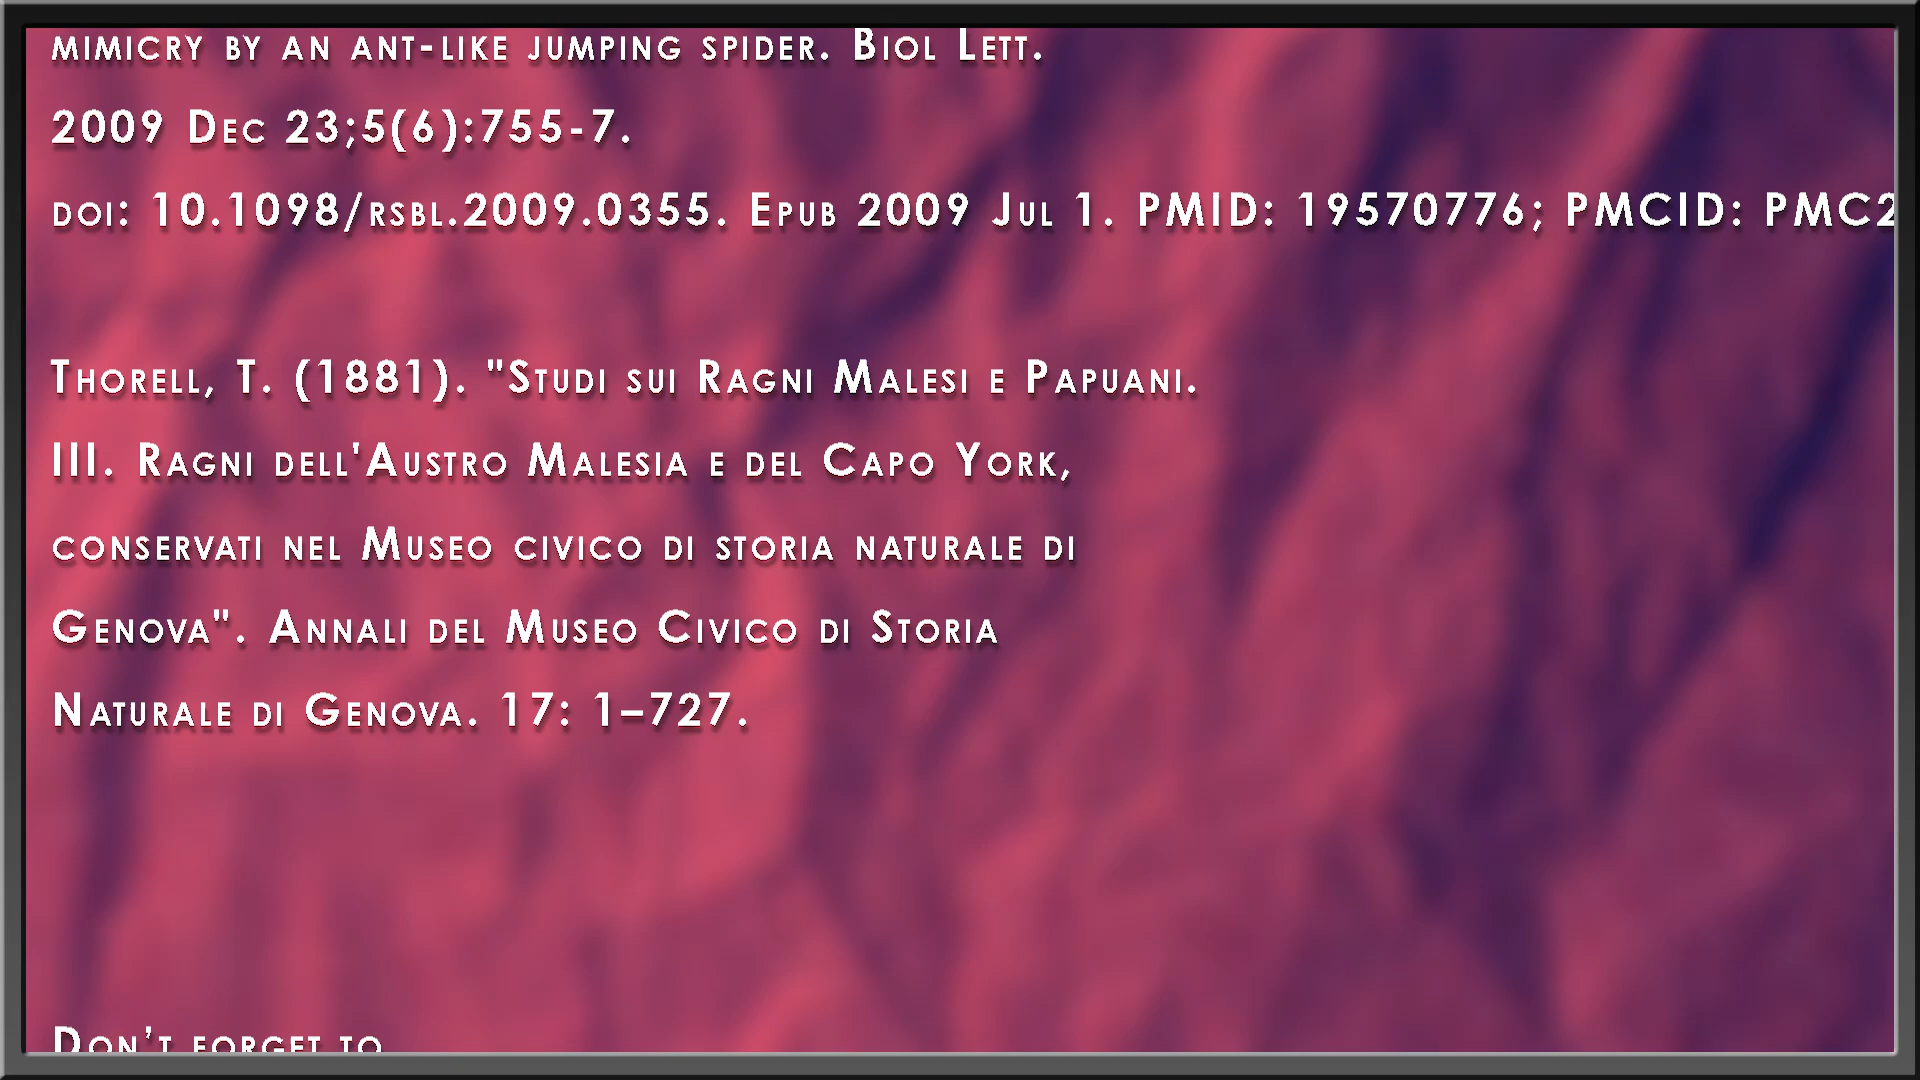 mimicry by an ant-like jumping spider. Biol Lett.
2009 Dec 23;5(6):755-7.
doi: 10.1098/rsbl.2009.0355. Epub 2009 Jul 1. PMID: 19570776; PMCID: PMC2
Thorell, T. (1881). "Studi sui Ragni Malesi e Papuani.
III. Ragni dell'Austro Malesia e del Capo York,
conservati nel Museo civico di storia naturale di
Genova". Annali del Museo Civico di Storia
Naturale di Genova. 17: 1–727.
Don't forget to